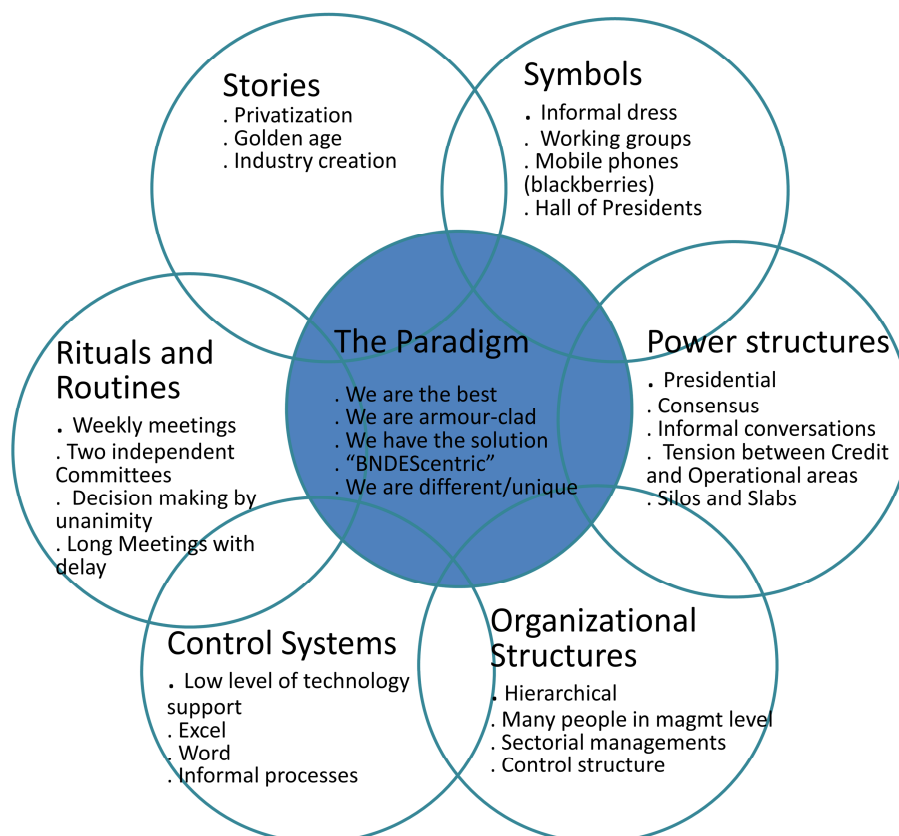 Stories
. Privatization
. Golden age
. Industry creation
Symbols
. Informal dress
. Working groups
. Mobile phones
(blackberries)
. Hall of Presidents
The Paradigm
. We are the best
. We are armour-clad
. We have the solution
. “BNDEScentric”
. We are different/unique
Power structures
. Presidential
. Consensus
. Informal conversations
. Tension between Credit
and Operational areas
. Silos and Slabs
Rituals and
Routines
. Weekly meetings
. Two independent
Committees
. Decision making by
unanimity
. Long Meetings with
delay
Control Systems
. Low level of technology
support
. Excel
. Word
. Informal processes
Organizational
Structures
. Hierarchical
. Many people in magmt level
. Sectorial managements
. Control structure